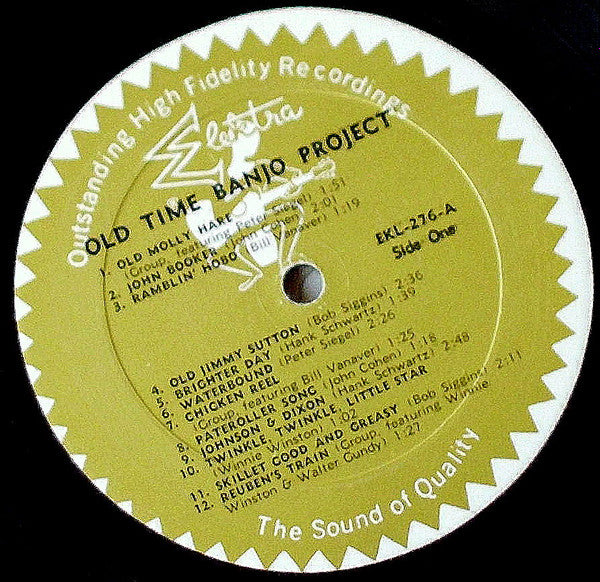 Outstanding High Fidelity Recordings
Elektra
OLD TIME BANJO PROJECT
EKL-276-A
Side One
1. OLD MOLLY HARE
(Group, featuring Peter Siegel) 1:51
2. JOHN BOOKER (John Cohen) 2:01
3. RAMBLIN' HOBO (Bill Vanaver) 1:19
4. OLD JIMMY SUTTON (Bob Siggins) 2:36
5. BRIGHTER DAY (Hank Schwartz) 1:39
6. WATERBOUND (Peter Siegel) 2:26
7. CHICKEN REEL
(Group, featuring Bill Vanaver) 1:25
8. PATEROLLER SONG (John Cohen) 1:18
9. JOHNSON & DIXON (Hank Schwartz) 2:48
10. TWINKLE, TWINKLE, LITTLE STAR
(Winnie Winston) 1:02
11. SKILLET GOOD AND GREASY (Bob Siggins) 2:11
12. REUBEN'S TRAIN (Group, featuring Winnie
Winston & Walter Gundy) 1:27
The Sound of Quality